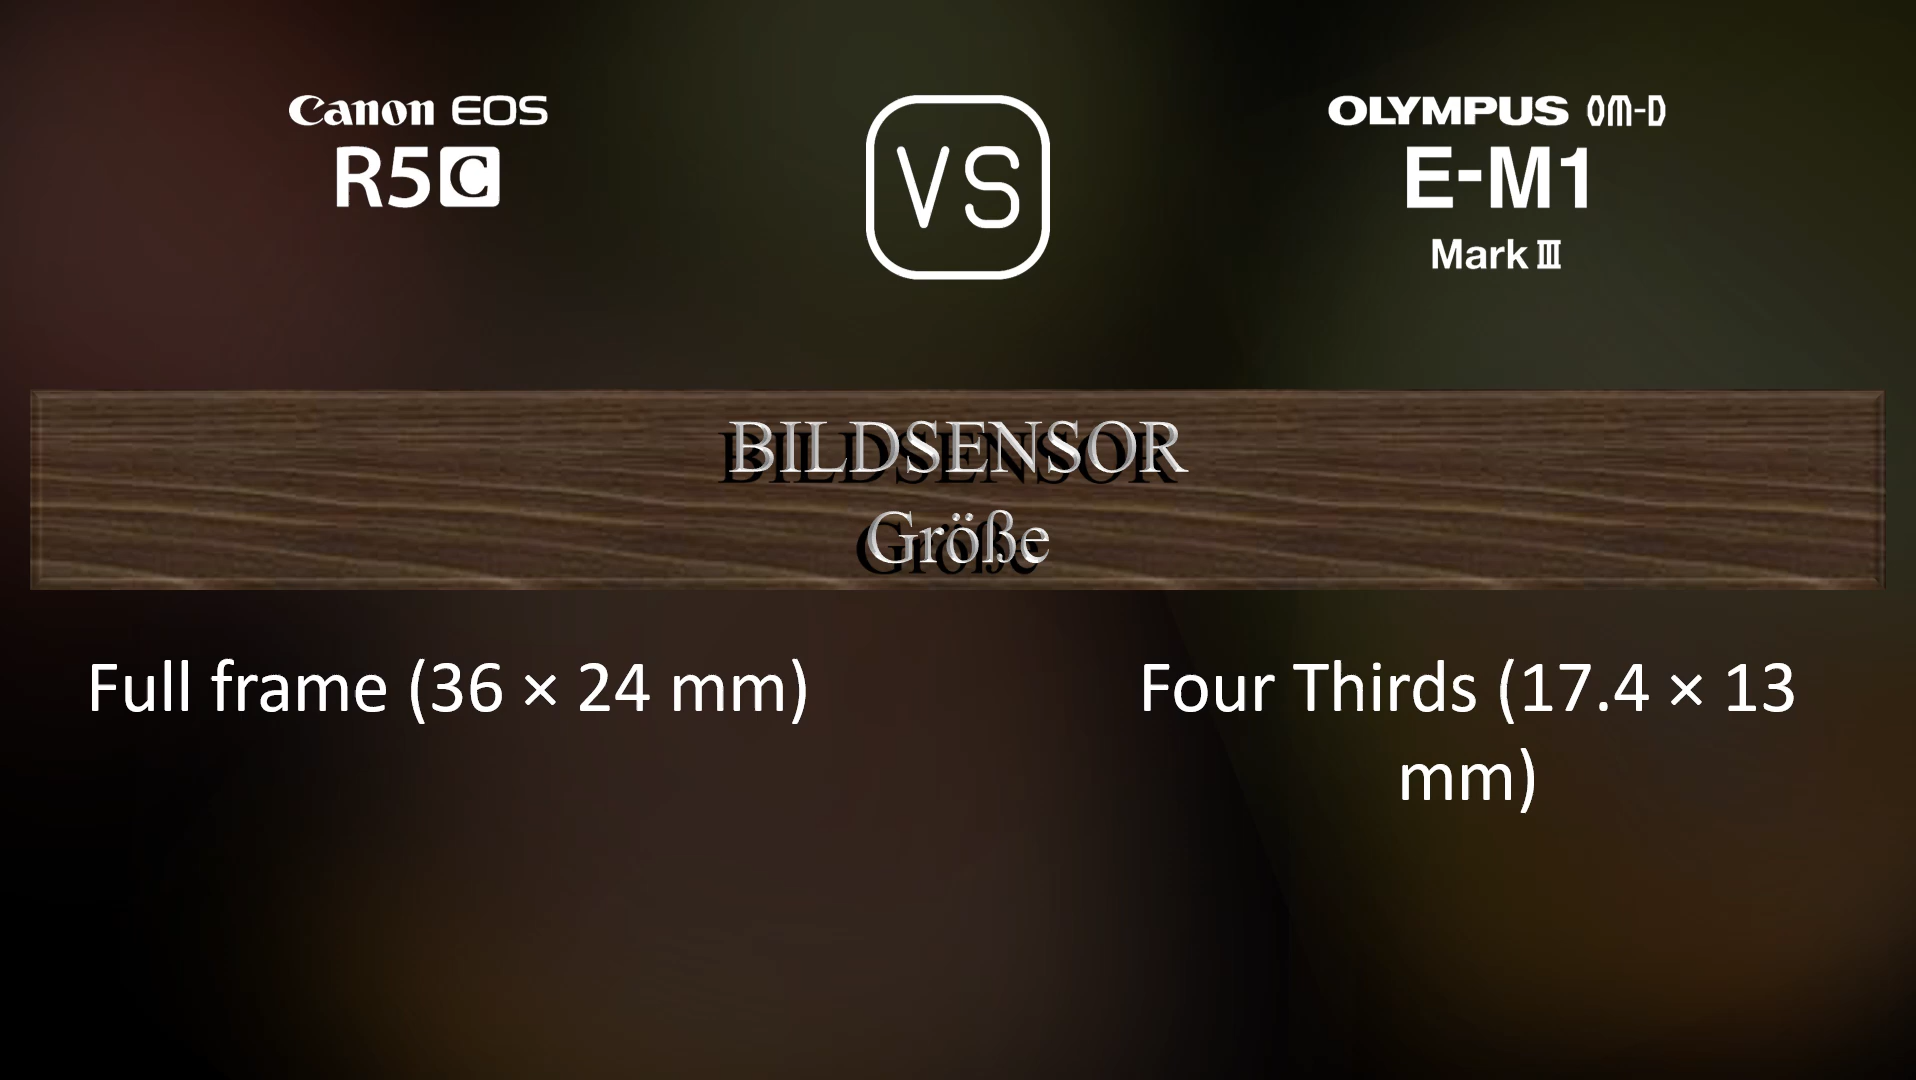 Canon EOS
R5 C
VS
OLYMPUS OM-D
E-M1
Mark III
BILDSENSOR
Größe
Full frame (36 × 24 mm)
Four Thirds (17.4 × 13
mm)